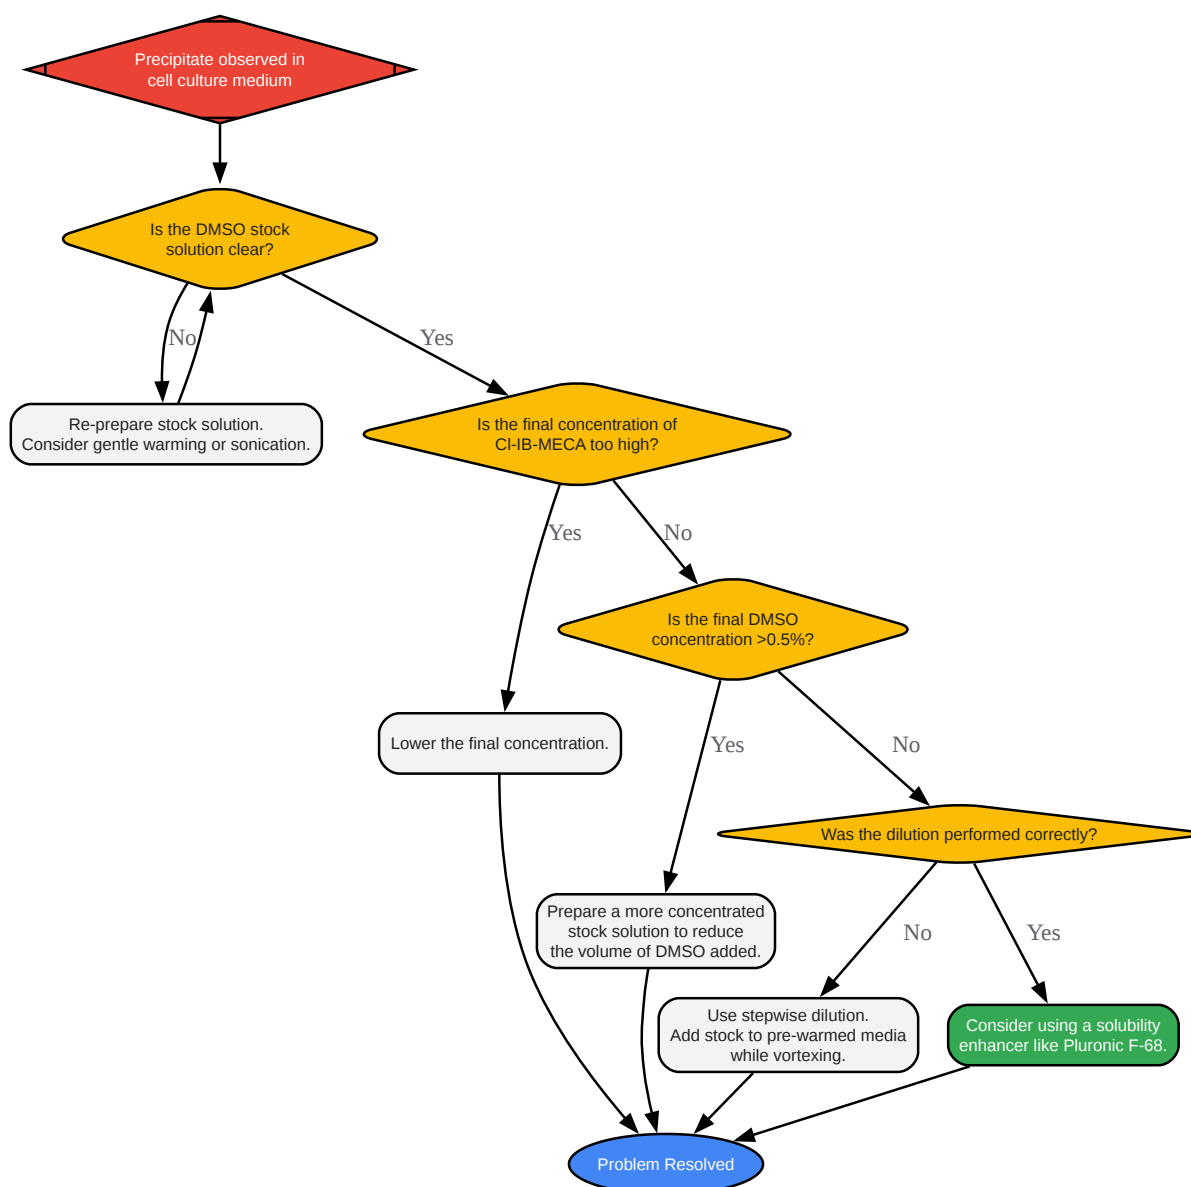 Precipitate observed in
cell culture medium
Is the DMSO stock
solution clear?
No
Yes
Re-prepare stock solution.
Consider gentle warming or sonication.
Is the final concentration of
Cl-IB-MECA too high?
Yes
No
Is the final DMSO
concentration >0.5%?
Lower the final concentration.
Yes
No
Was the dilution performed correctly?
Prepare a more concentrated
stock solution to reduce
the volume of DMSO added.
No
Yes
Use stepwise dilution.
Add stock to pre-warmed media
while vortexing.
Consider using a solubility
enhancer like Pluronic F-68.
Problem Resolved